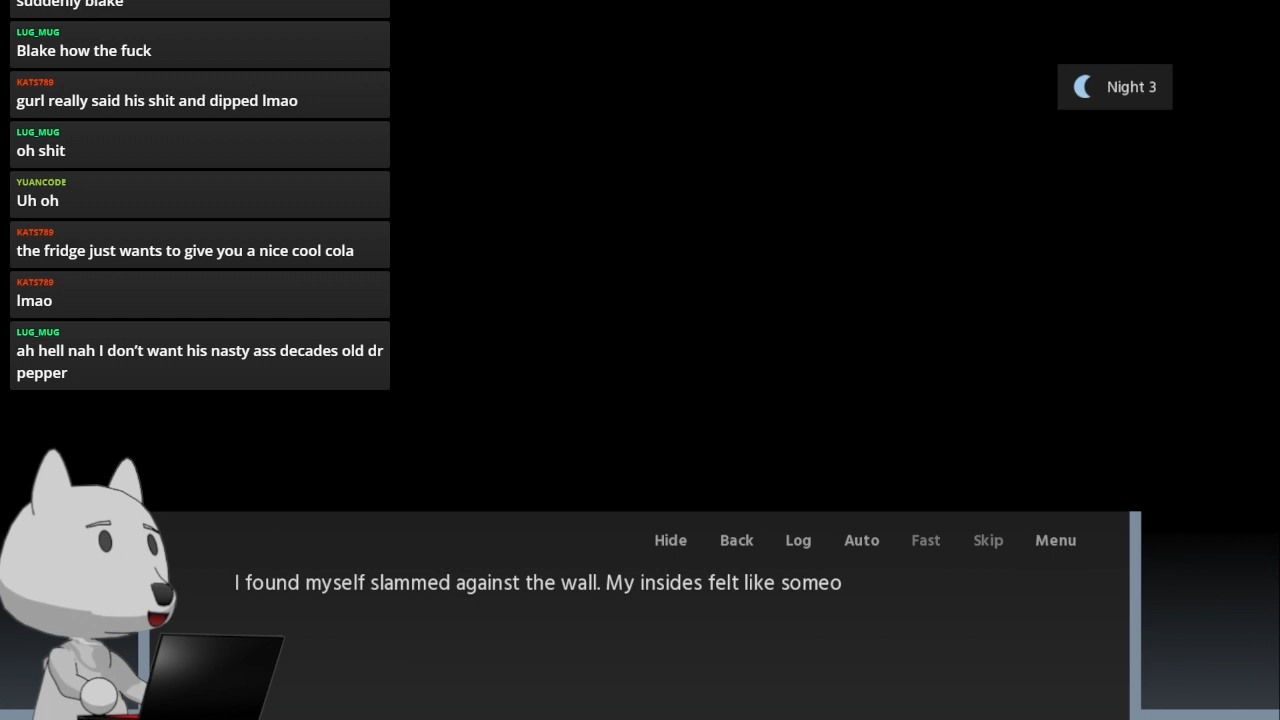 suddenly blake
LUG_MUG
Blake how the fuck
KATS789
gurl really said his shit and dipped lmao
LUG_MUG
oh shit
YUANCODE
Uh oh
KATS789
the fridge just wants to give you a nice cool cola
KATS789
lmao
LUG_MUG
ah hell nah I don’t want his nasty ass decades old dr
pepper
Night 3
Hide Back Log Auto Fast Skip Menu
I found myself slammed against the wall. My insides felt like someo